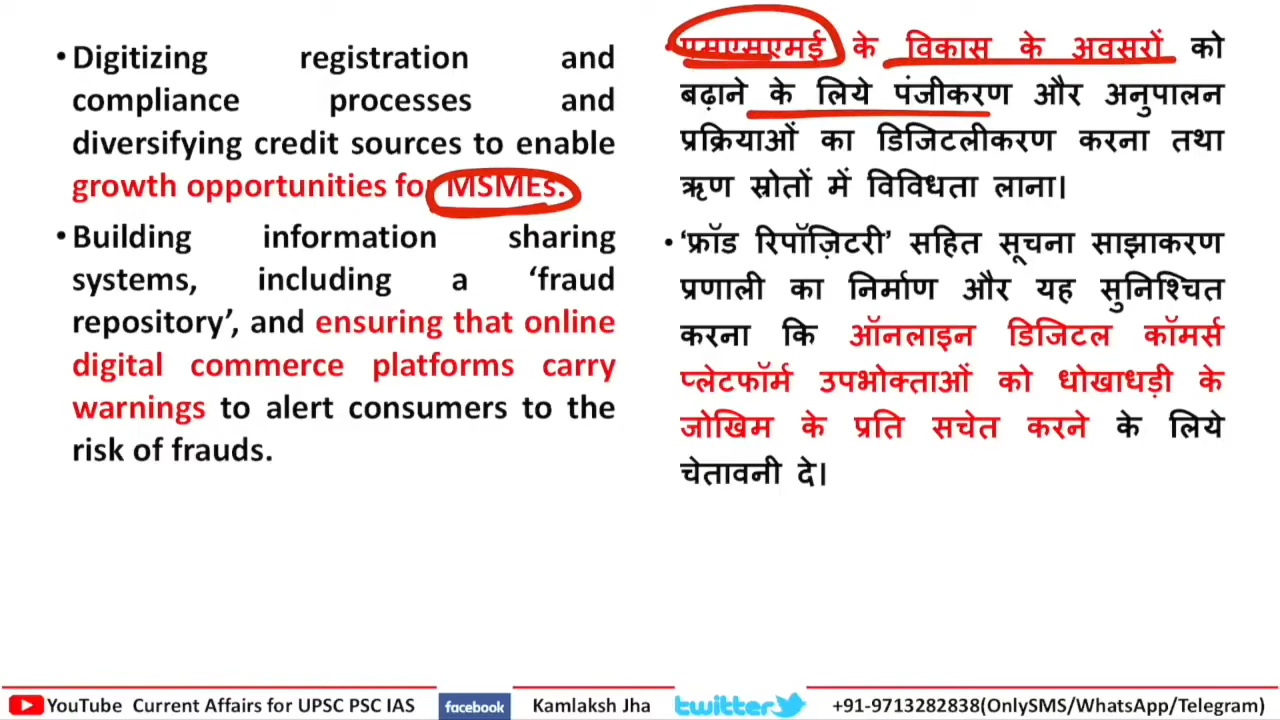 • Digitizing registration and
compliance processes and
diversifying credit sources to enable
growth opportunities for MSMEs.
• Building information sharing
systems, including a ‘fraud
repository’, and ensuring that online
digital commerce platforms carry
warnings to alert consumers to the
risk of frauds.
• एमएसएमई के विकास के अवसरों को
बढ़ाने के लिये पंजीकरण और अनुपालन
प्रक्रियाओं का डिजिटलीकरण करना तथा
ऋण स्रोतों में विविधता लाना।
• ‘फ्रॉड रिपॉज़िटरी’ सहित सूचना साझाकरण
प्रणाली का निर्माण और यह सुनिश्चित
करना कि ऑनलाइन डिजिटल कॉमर्स
प्लेटफॉर्म उपभोक्ताओं को धोखाधड़ी के
जोखिम के प्रति सचेत करने के लिये
चेतावनी दे।
YouTube Current Affairs for UPSC PSC IAS facebook Kamlaksh Jha twitter +91-9713282838(OnlySMS/WhatsApp/Telegram)